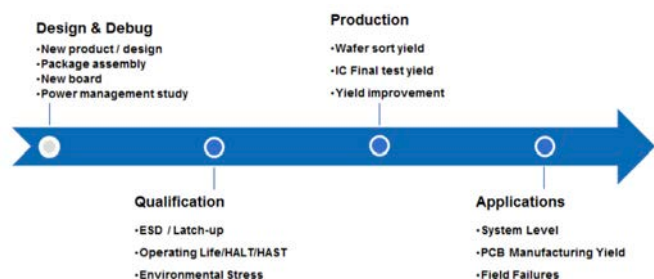 Design & Debug
•New product / design
•Package assembly
•New board
•Power management study
Production
•Wafer sort yield
•IC Final test yield
•Yield improvement
Qualification
•ESD / Latch-up
•Operating Life/HALT/HAST
•Environmental Stress
Applications
•System Level
•PCB Manufacturing Yield
•Field Failures